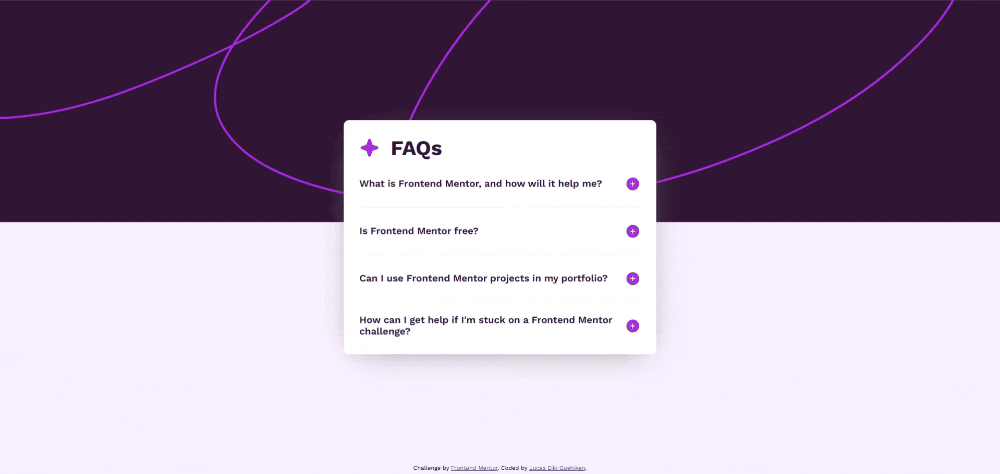 FAQs
What is Frontend Mentor, and how will it help me?
Is Frontend Mentor free?
Can I use Frontend Mentor projects in my portfolio?
How can I get help if I'm stuck on a Frontend Mentor
challenge?
Challenge by Frontend Mentor. Coded by Lucas Eiki Gushiken.